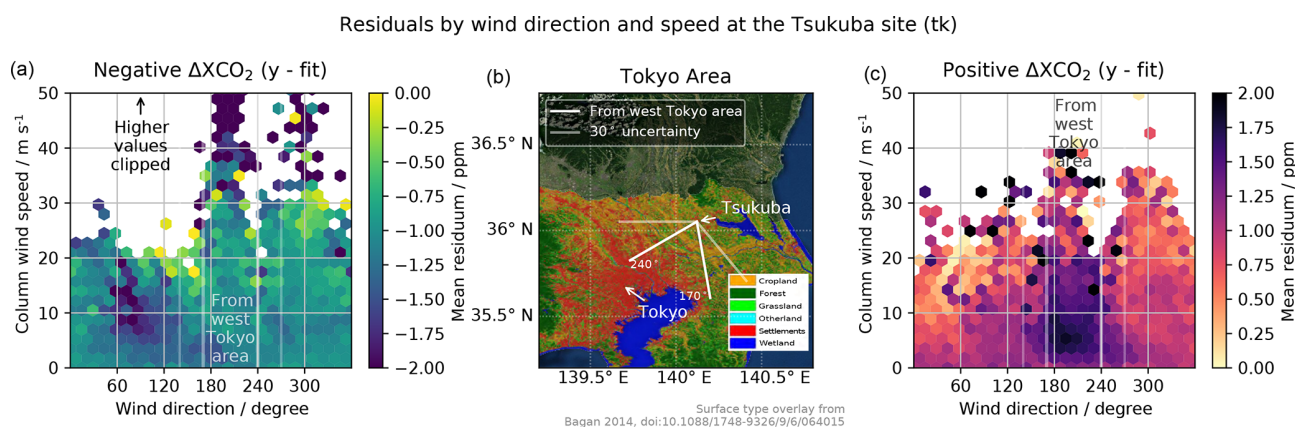 Residuals by wind direction and speed at the Tsukuba site (tk)
(a)
Negative ΔXCO₂ (y - fit)
Higher
values
clipped
From
west
Tokyo
area
50
40
30
20
10
0
60 120 180 240 300
Column wind speed / m s⁻¹
Wind direction / degree
0.00
−0.25
−0.50
−0.75
−1.00
−1.25
−1.50
−1.75
−2.00
Mean residuum / ppm
(b)
Tokyo Area
From west Tokyo area
30° uncertainty
36.5° N
36° N
35.5° N
139.5° E 140° E 140.5° E
Tsukuba
240°
170°
Tokyo
Cropland
Forest
Grassland
Otherland
Settlements
Wetland
Surface type overlay from
Bagan 2014, doi:10.1088/1748-9326/9/6/064015
(c)
Positive ΔXCO₂ (y - fit)
From
west
Tokyo
area
50
40
30
20
10
0
60 120 180 240 300
Column wind speed / m s⁻¹
Wind direction / degree
2.00
1.75
1.50
1.25
1.00
0.75
0.50
0.25
0.00
Mean residuum / ppm